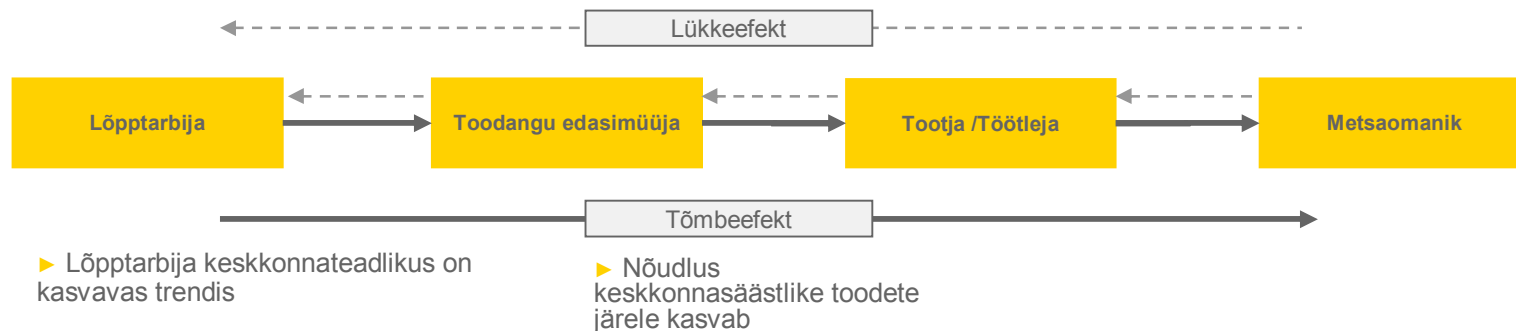 Lükkeefekt
Lõpptarbija
Toodangu edasimüüja
Tootja /Töötleja
Metsaomanik
Tõmbeefekt
► Lõpptarbija keskkonnateadlikus on
kasvavas trendis
► Nõudlus
keskkonnasäästlike toodete
järele kasvab